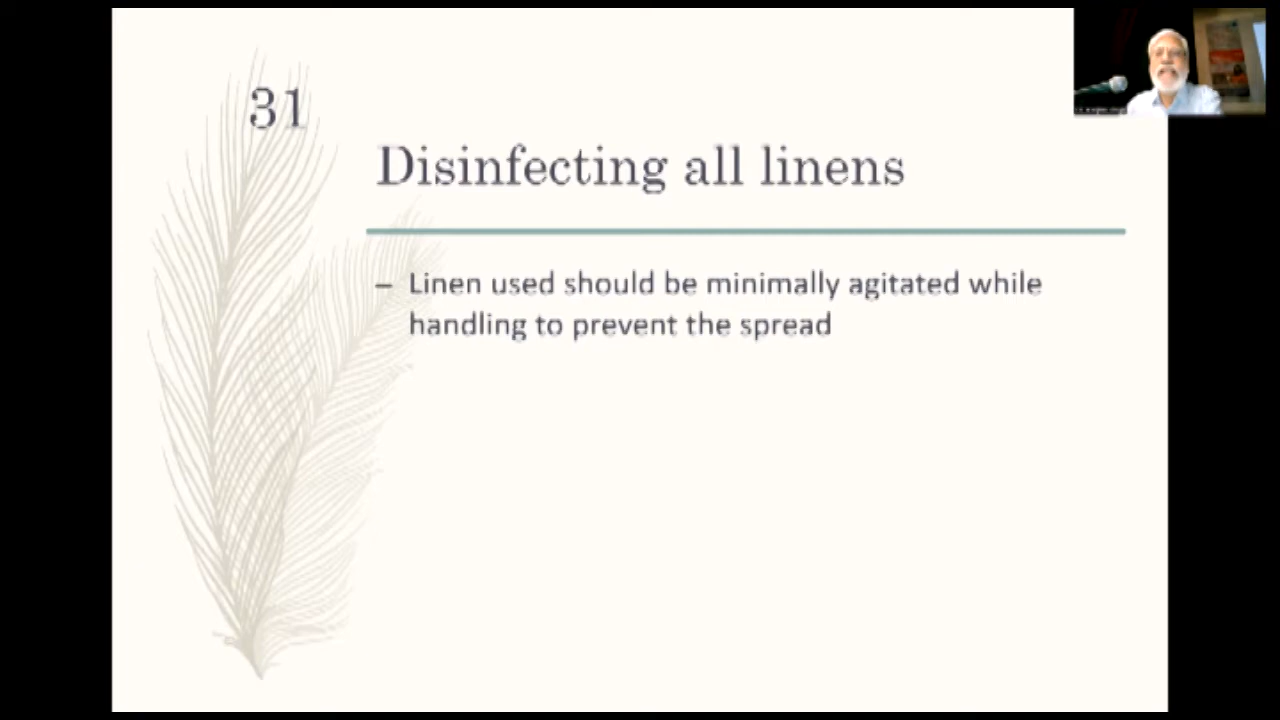 31
Disinfecting all linens
– Linen used should be minimally agitated while
handling to prevent the spread